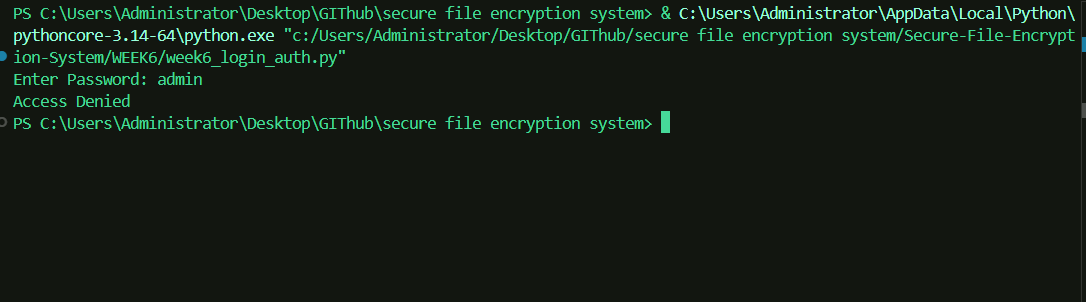 PS C:\Users\Administrator\Desktop\GIThub\secure file encryption system> & C:\Users\Administrator\AppData\Local\Python\
pythoncore-3.14-64\python.exe "c:/Users/Administrator/Desktop/GIThub/secure file encryption system/Secure-File-Encrypt
ion-System/WEEK6/week6_login_auth.py"
Enter Password: admin
Access Denied
PS C:\Users\Administrator\Desktop\GIThub\secure file encryption system>